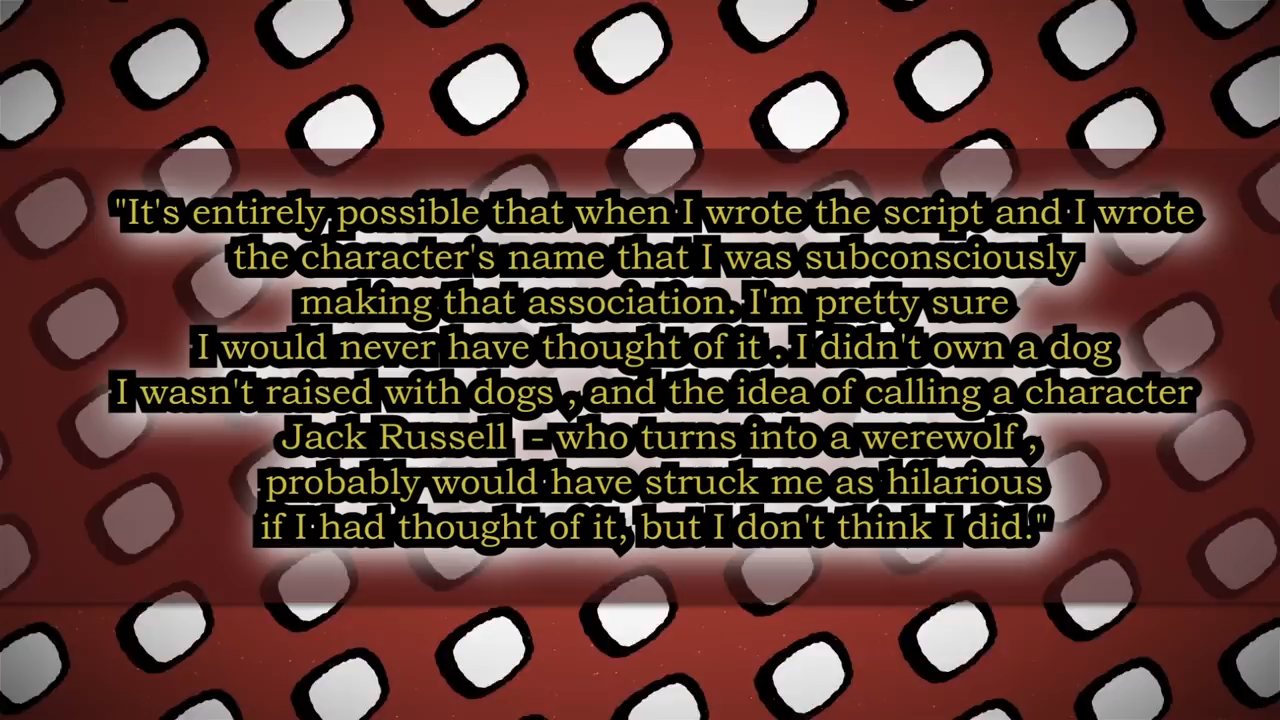 "It's entirely possible that when I wrote the script and I wrote
the character's name that I was subconsciously
making that association. I'm pretty sure
I would never have thought of it . I didn't own a dog
I wasn't raised with dogs , and the idea of calling a character
Jack Russell - who turns into a werewolf ,
probably would have struck me as hilarious
if I had thought of it, but I don't think I did."